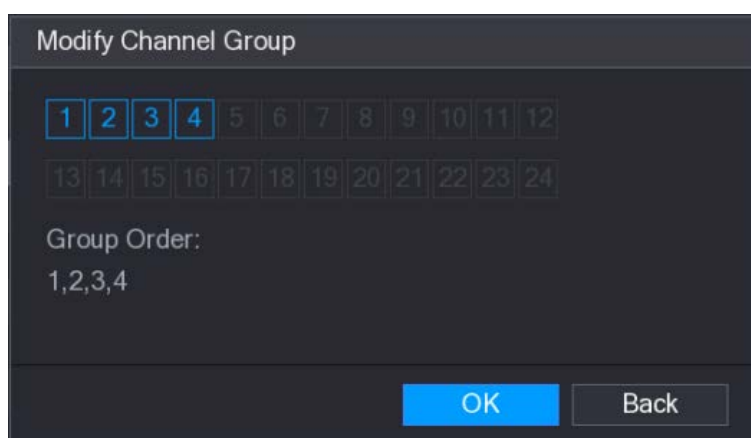 Modify Channel Group
1 2 3 4 5 6 7 8 9 10 11 12
13 14 15 16 17 18 19 20 21 22 23 24
Group Order:
1,2,3,4
OK Back